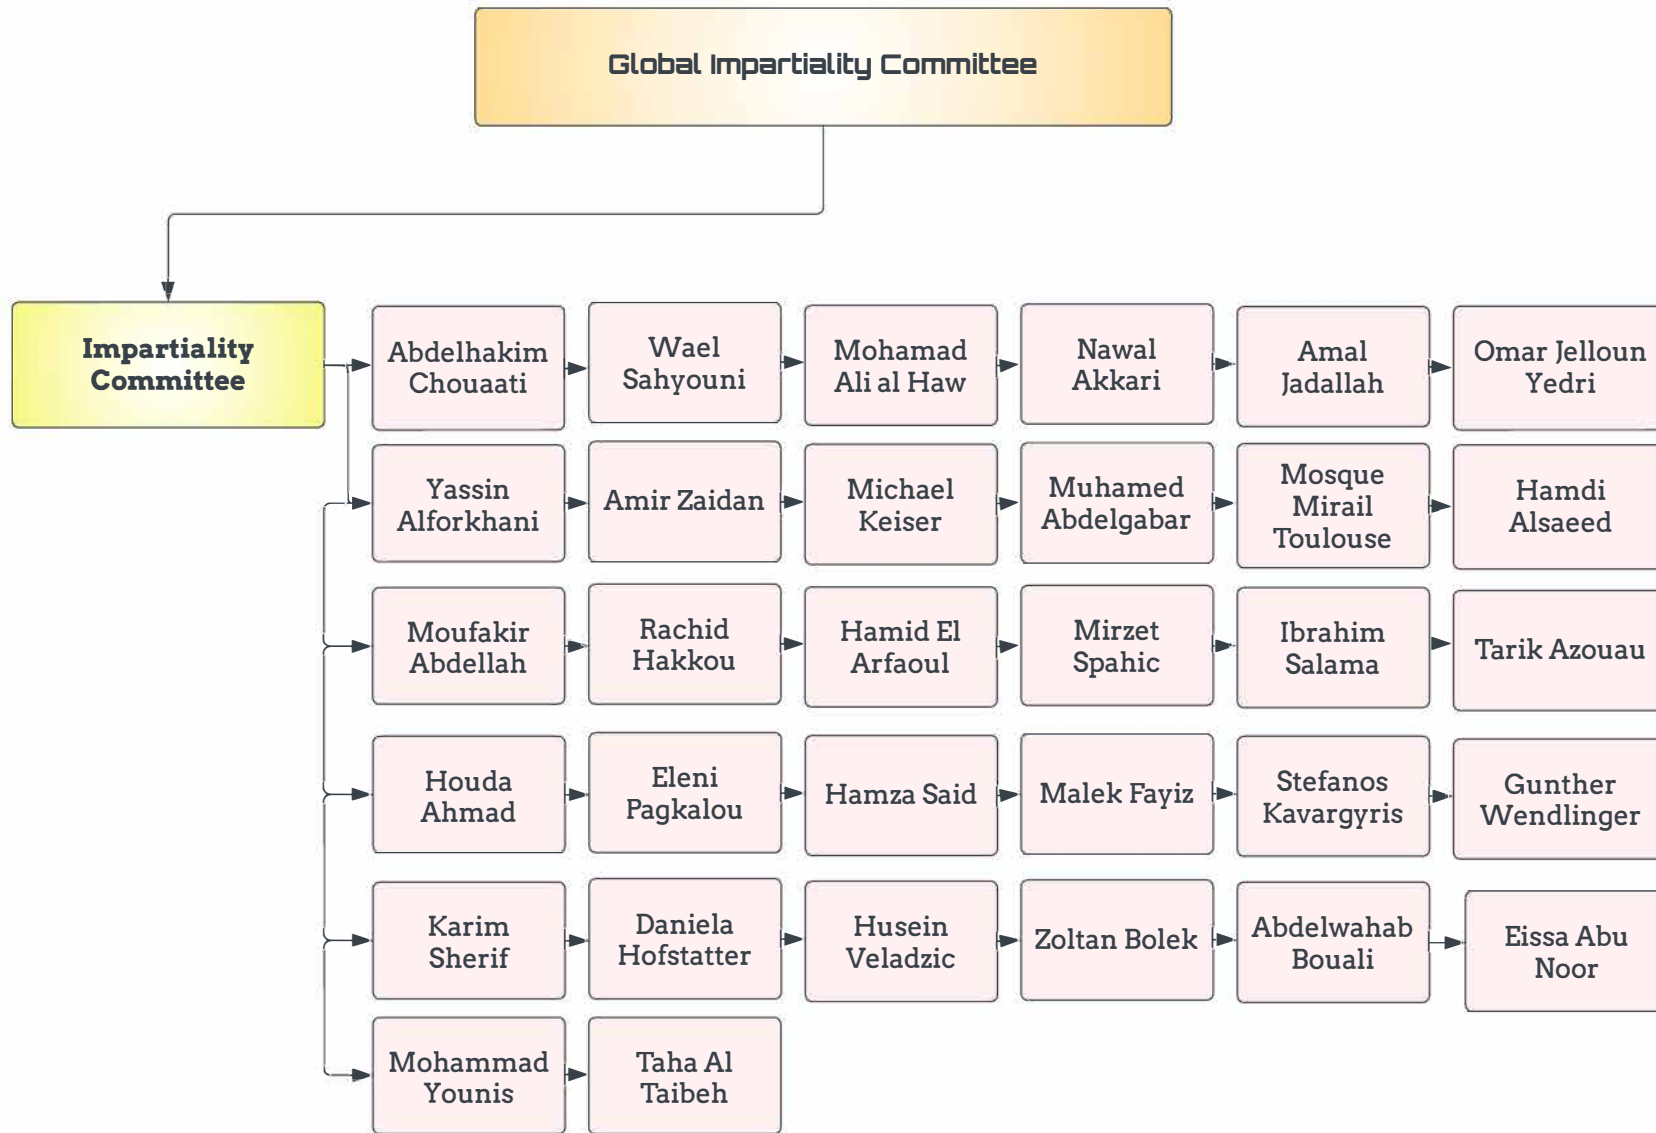 Global Impartiality Committee
Impartiality
Committee
Abdelhakim
Chouaati
Wael
Sahyouni
Mohamad
Ali al Haw
Nawal
Akkari
Amal
Jadallah
Omar Jelloun
Yedri
Yassin
Alforkhani
Amir Zaidan
Michael
Keiser
Muhamed
Abdelgabar
Mosque
Mirail
Toulouse
Hamdi
Alsaeed
Moufakir
Abdellah
Rachid
Hakkou
Hamid El
Arfaoul
Mirzet
Spahic
Ibrahim
Salama
Tarik Azouau
Houda
Ahmad
Eleni
Pagkalou
Hamza Said
Malek Fayiz
Stefanos
Kavargyris
Gunther
Wendlinger
Karim
Sherif
Daniela
Hofstatter
Husein
Veladzic
Zoltan Bolek
Abdelwahab
Bouali
Eissa Abu
Noor
Mohammad
Younis
Taha Al
Taibeh